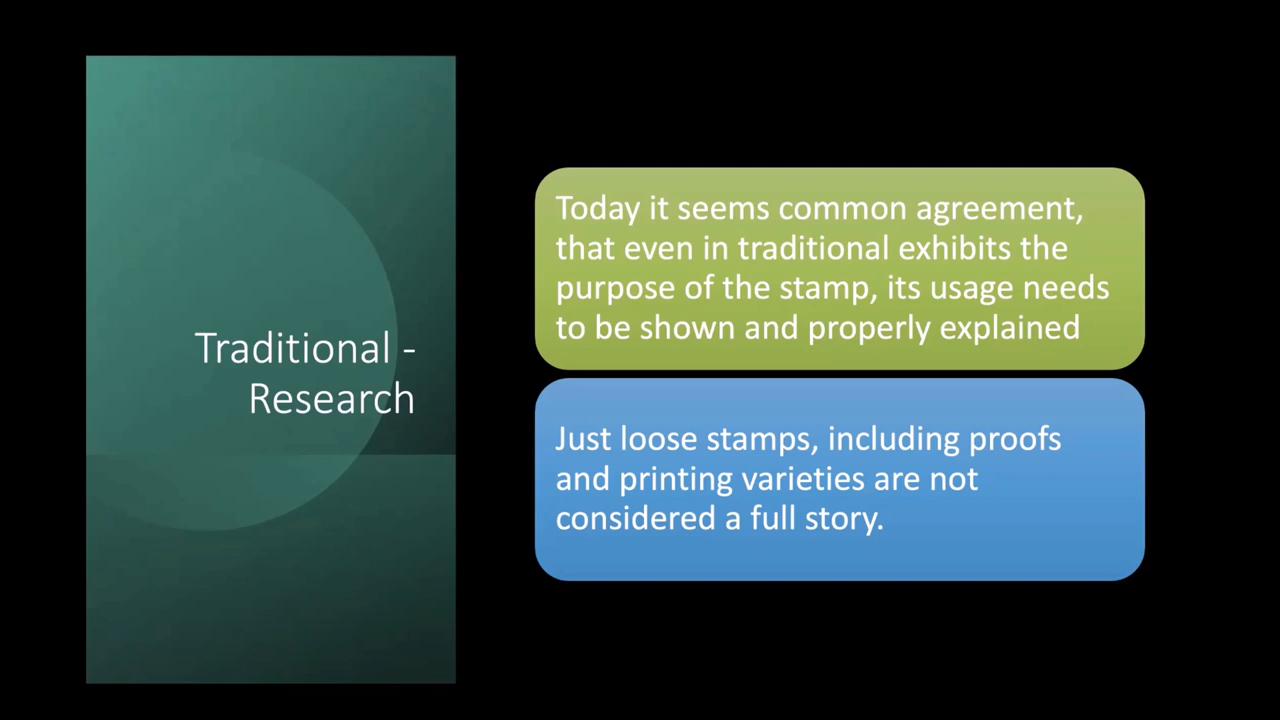 Traditional -
Research
Today it seems common agreement,
that even in traditional exhibits the
purpose of the stamp, its usage needs
to be shown and properly explained
Just loose stamps, including proofs
and printing varieties are not
considered a full story.